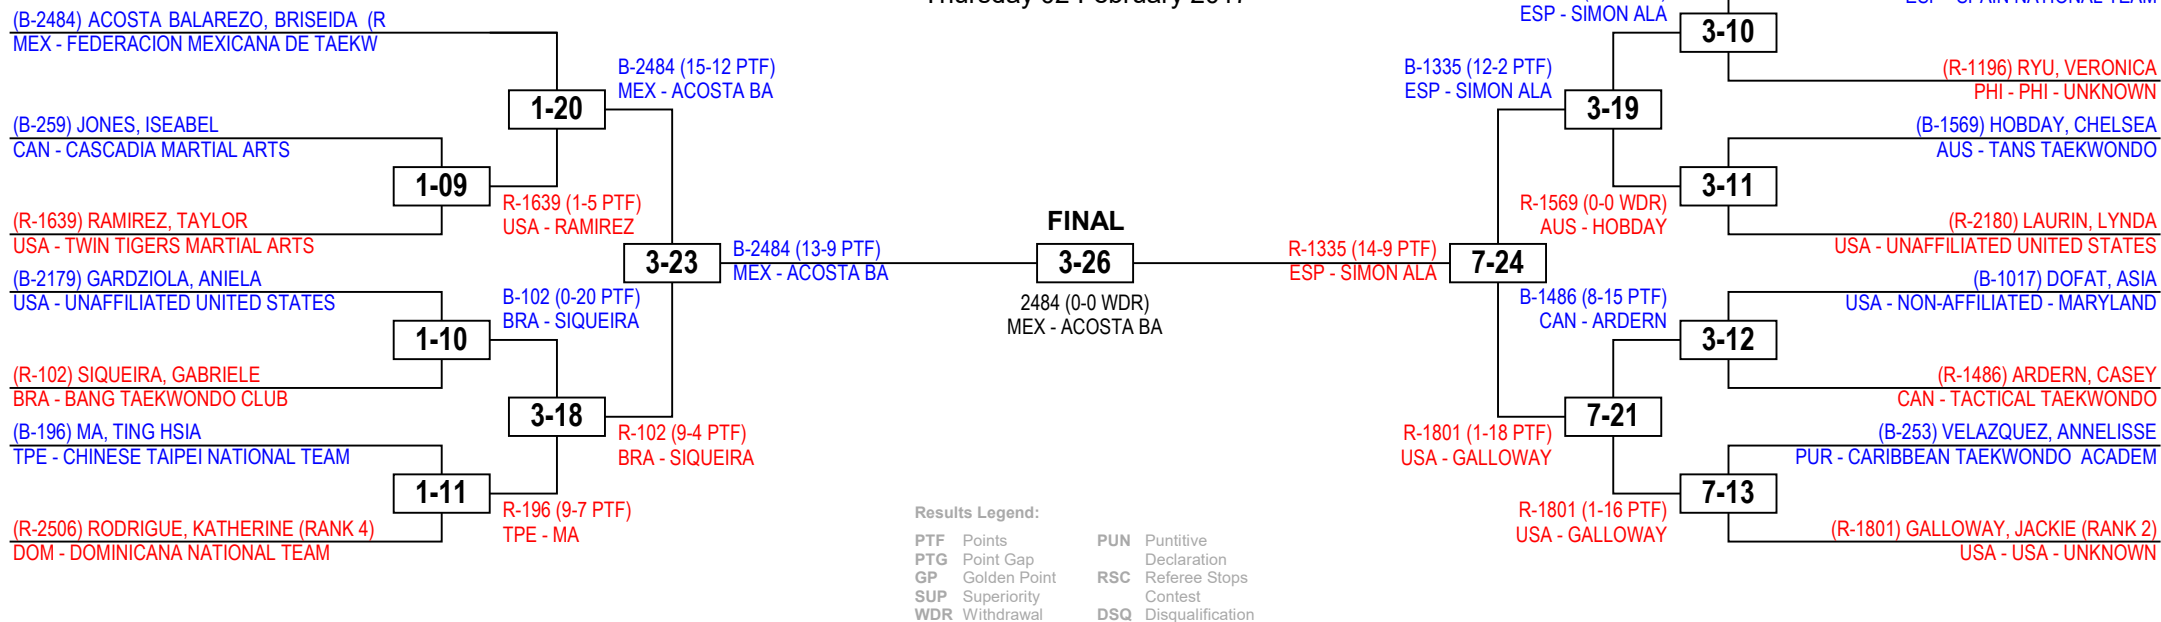 (B-2484) ACOSTA BALAREZO, BRISEIDA (R
MEX - FEDERACION MEXICANA DE TAEKW
B-2484 (15-12 PTF)
MEX - ACOSTA BA
1-20
(B-259) JONES, ISEABEL
CAN - CASCADIA MARTIAL ARTS
1-09
R-1639 (1-5 PTF)
USA - RAMIREZ
(R-1639) RAMIREZ, TAYLOR
USA - TWIN TIGERS MARTIAL ARTS
3-23
B-2484 (13-9 PTF)
MEX - ACOSTA BA
(B-2179) GARDZIOLA, ANIELA
USA - UNAFFILIATED UNITED STATES
B-102 (0-20 PTF)
BRA - SIQUEIRA
1-10
(R-102) SIQUEIRA, GABRIELE
BRA - BANG TAEKWONDO CLUB
3-18
R-102 (9-4 PTF)
BRA - SIQUEIRA
(B-196) MA, TING HSIA
TPE - CHINESE TAIPEI NATIONAL TEAM
1-11
R-196 (9-7 PTF)
TPE - MA
(R-2506) RODRIGUE, KATHERINE (RANK 4)
DOM - DOMINICANA NATIONAL TEAM
FINAL
3-26
2484 (0-0 WDR)
MEX - ACOSTA BA
ESP - SIMON ALA
3-10
(R-1196) RYU, VERONICA
PHI - PHI - UNKNOWN
B-1335 (12-2 PTF)
ESP - SIMON ALA
3-19
(B-1569) HOBDAY, CHELSEA
AUS - TANS TAEKWONDO
3-11
R-1569 (0-0 WDR)
AUS - HOBDAY
(R-2180) LAURIN, LYNDA
USA - UNAFFILIATED UNITED STATES
R-1335 (14-9 PTF)
ESP - SIMON ALA
7-24
(B-1017) DOFAT, ASIA
USA - NON-AFFILIATED - MARYLAND
B-1486 (8-15 PTF)
CAN - ARDERN
3-12
(R-1486) ARDERN, CASEY
CAN - TACTICAL TAEKWONDO
7-21
R-1801 (1-18 PTF)
USA - GALLOWAY
(B-253) VELAZQUEZ, ANNELISSE
PUR - CARIBBEAN TAEKWONDO ACADEM
7-13
R-1801 (1-16 PTF)
USA - GALLOWAY
(R-1801) GALLOWAY, JACKIE (RANK 2)
USA - USA - UNKNOWN
Results Legend:
PTF Points
PTG Point Gap
GP Golden Point
SUP Superiority
WDR Withdrawal
PUN Puntitive
Declaration
RSC Referee Stops
Contest
DSQ Disqualification